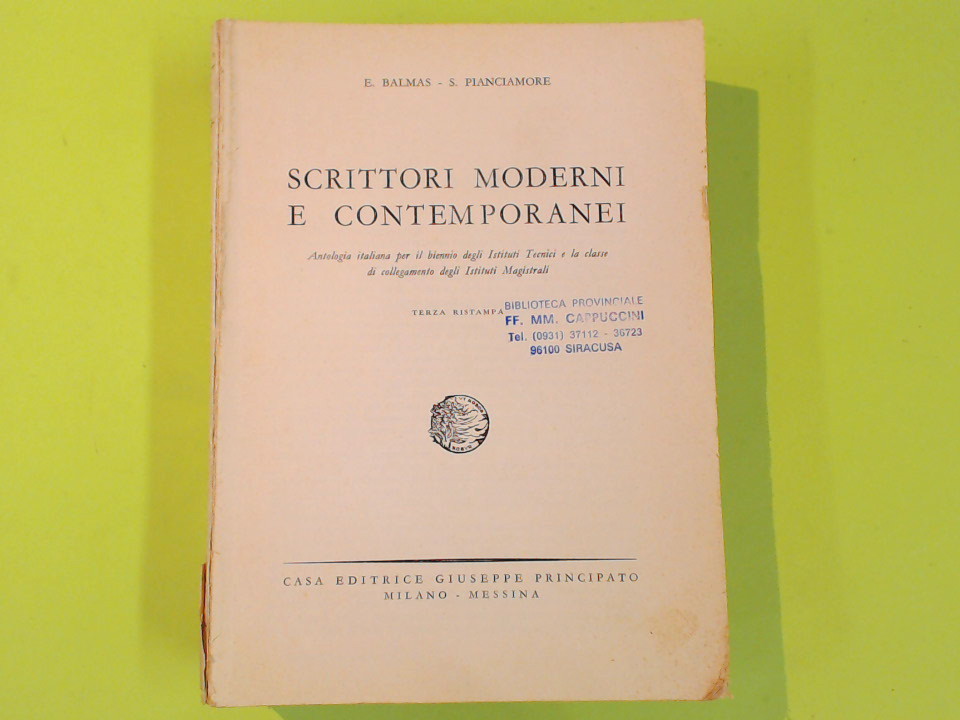 E. BALMAS - S. PIANCIAMORE
SCRITTORI MODERNI
E CONTEMPORANEI
Antologia italiana per il biennio degli Istituti Tecnici e la classe
di collegamento degli Istituti Magistrali
TERZA RISTAMPA
BIBLIOTECA PROVINCIALE
FF. MM. CAPPUCCINI
Tel. (0931) 37112 - 36723
96100 SIRACUSA
CASA EDITRICE GIUSEPPE PRINCIPATO
MILANO - MESSINA